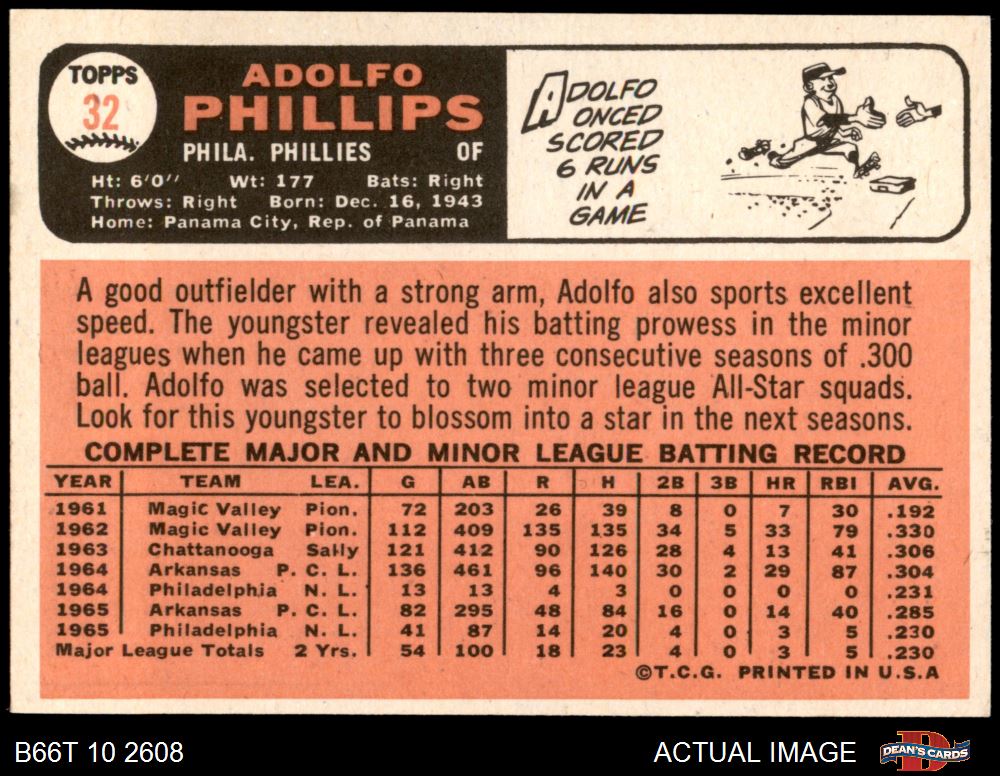 TOPPS
32
ADOLFO
PHILLIPS
PHILA. PHILLIES OF
Ht: 6'0'' Wt: 177 Bats: Right
Throws: Right Born: Dec. 16, 1943
Home: Panama City, Rep. of Panama
ADOLFO
ONCED
SCORED
6 RUNS
IN A
GAME
A good outfielder with a strong arm, Adolfo also sports excellent
speed. The youngster revealed his batting prowess in the minor
leagues when he came up with three consecutive seasons of .300
ball. Adolfo was selected to two minor league All-Star squads.
Look for this youngster to blossom into a star in the next seasons.
COMPLETE MAJOR AND MINOR LEAGUE BATTING RECORD
YEAR TEAM LEA. G AB R H 2B 3B HR RBI AVG.
1961 Magic Valley Pion. 72 203 26 39 8 0 7 30 .192
1962 Magic Valley Pion. 112 409 135 135 34 5 33 79 .330
1963 Chattanooga Sally 121 412 90 126 28 4 13 41 .306
1964 Arkansas P. C. L. 136 461 96 140 30 2 29 87 .304
1964 Philadelphia N. L. 13 13 4 3 0 0 0 0 .231
1965 Arkansas P. C. L. 82 295 48 84 16 0 14 40 .285
1965 Philadelphia N. L. 41 87 14 20 4 0 3 5 .230
Major League Totals 2 Yrs. 54 100 18 23 4 0 3 5 .230
©T.C.G. PRINTED IN U.S.A
B66T 10 2608
ACTUAL IMAGE
DEAN'S CARDS